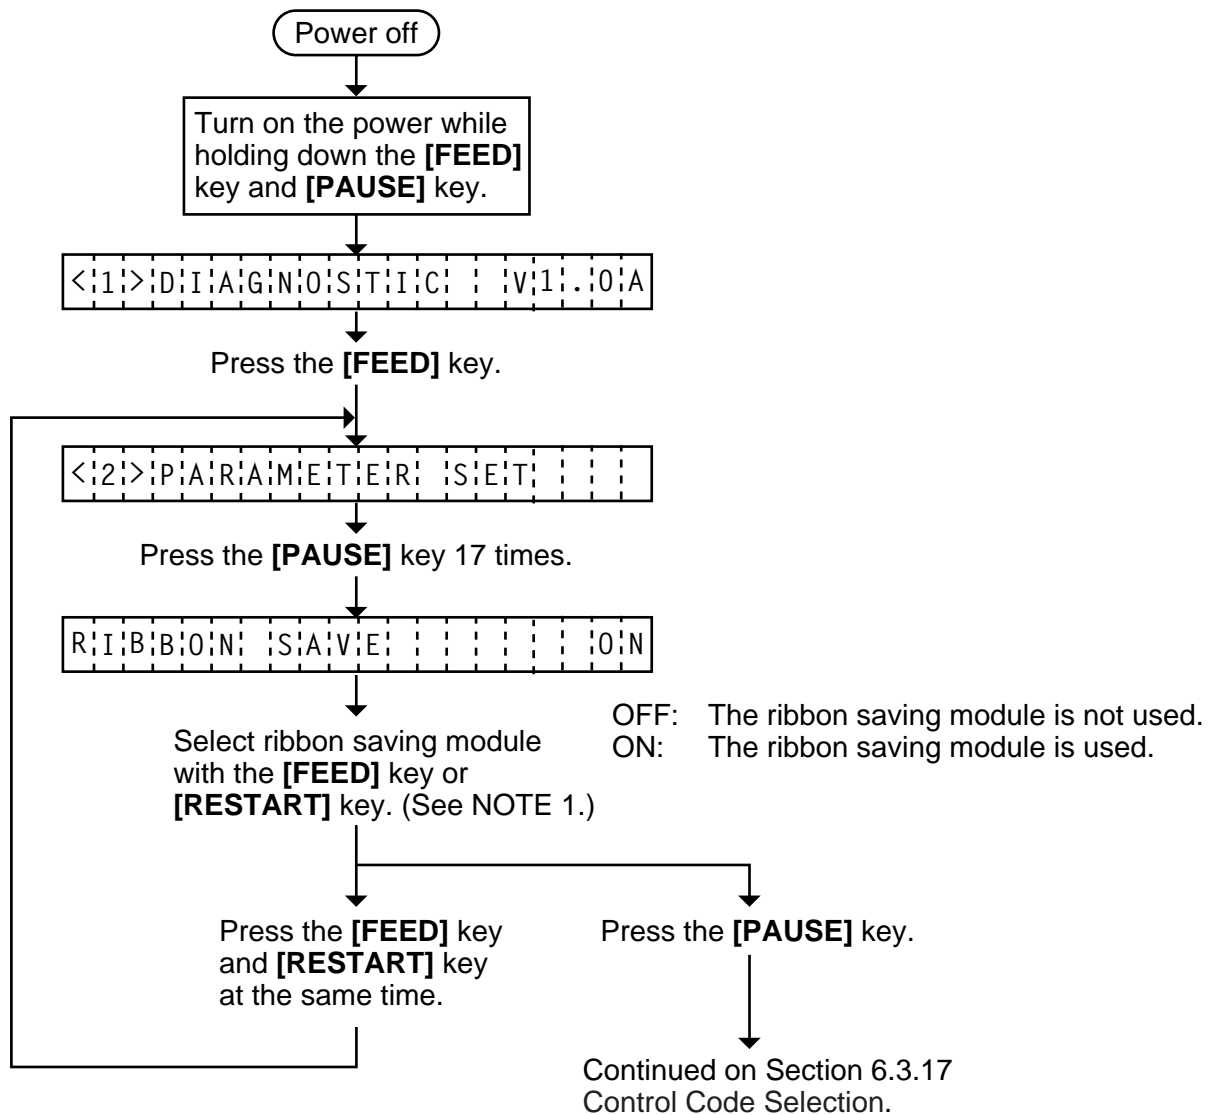 Power off
Turn on the power while
holding down the [FEED]
key and [PAUSE] key.
<1>DIAGNOSTIC  V1.0A
Press the [FEED] key.
<2>PARAMETER SET
Press the [PAUSE] key 17 times.
RIBBON SAVE       ON
OFF: The ribbon saving module is not used.
ON: The ribbon saving module is used.
Select ribbon saving module
with the [FEED] key or
[RESTART] key. (See NOTE 1.)
Press the [FEED] key
and [RESTART] key
at the same time.
Press the [PAUSE] key.
Continued on Section 6.3.17
Control Code Selection.